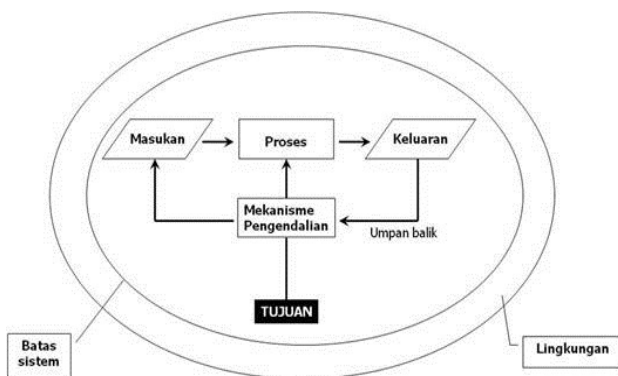 Masukan
Proses
Keluaran
Mekanisme
Pengendalian
Umpan balik
TUJUAN
Batas
sistem
Lingkungan